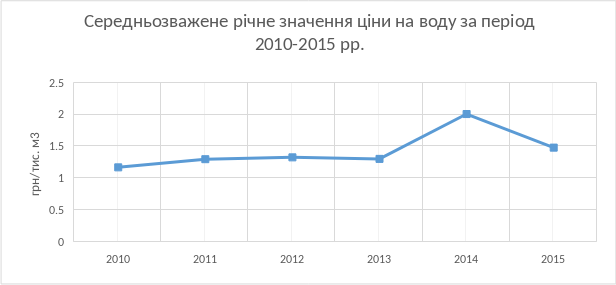 Середньозважене річне значення ціни на воду за період
2010-2015 рр.
2.5
2
1.5
1
0.5
0
грн/тис. м3
2010 2011 2012 2013 2014 2015